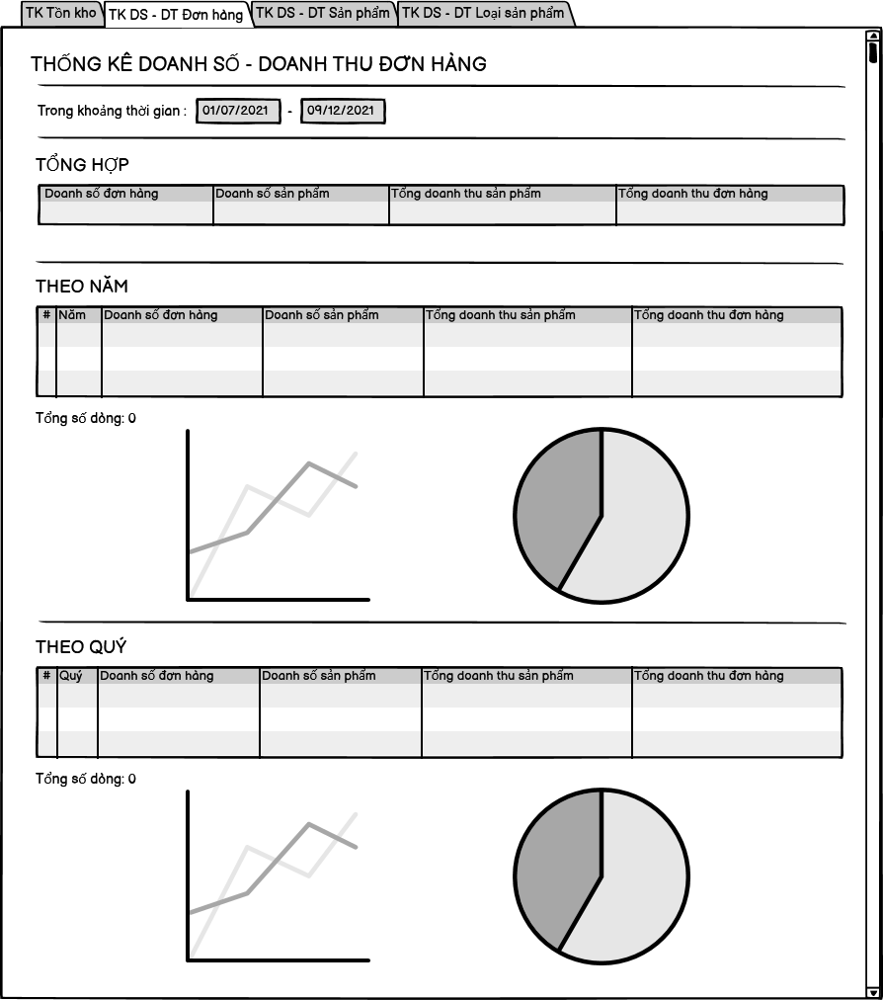 TK Tồn kho TK DS - DT Đơn hàng TK DS - DT Sản phẩm TK DS - DT Loại sản phẩm
THỐNG KÊ DOANH SỐ - DOANH THU ĐƠN HÀNG
Trong khoảng thời gian : 01/07/2021 - 09/12/2021
TỔNG HỢP
Doanh số đơn hàng Doanh số sản phẩm Tổng doanh thu sản phẩm Tổng doanh thu đơn hàng
THEO NĂM
# Năm Doanh số đơn hàng Doanh số sản phẩm Tổng doanh thu sản phẩm Tổng doanh thu đơn hàng
Tổng số dòng: 0
THEO QUÝ
# Quý Doanh số đơn hàng Doanh số sản phẩm Tổng doanh thu sản phẩm Tổng doanh thu đơn hàng
Tổng số dòng: 0